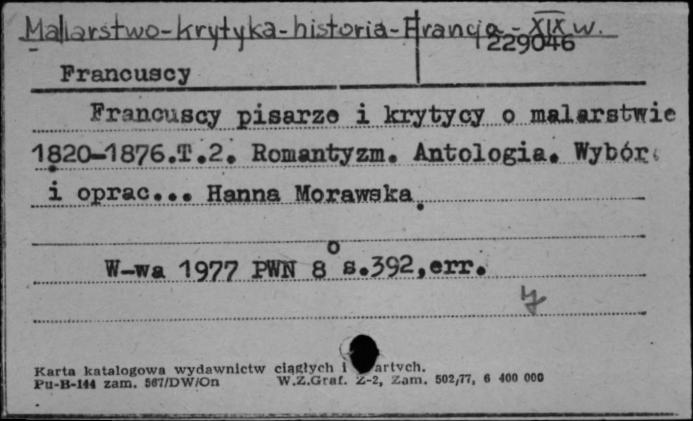 Malarstwo-krytyka-historia-Francja-XIX w.
229046
Francuscy
Francuscy pisarze i krytycy o malarstwie
1820-1876.T.2. Romantyzm. Antologia. Wybór
i oprac... Hanna Morawska.
W-wa 1977 PWN 8° s.392,err.
Karta katalogowa wydawnictw ciągłych i artych.
Pu-B-144 zam. 567/DW/On W.Z.Graf. Z-2, Zam. 502/77, 6 400 000